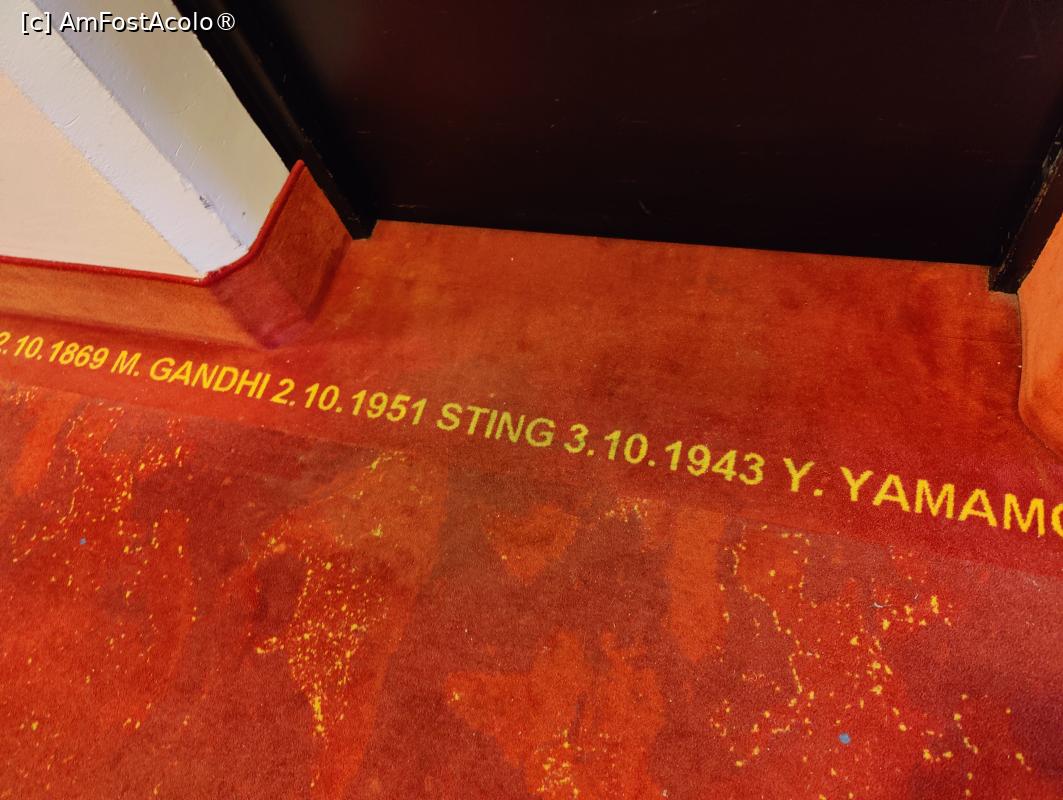 [c] AmFostAcolo®
2.10.1869 M. GANDHI 2.10.1951 STING 3.10.1943 Y. YAMAMO